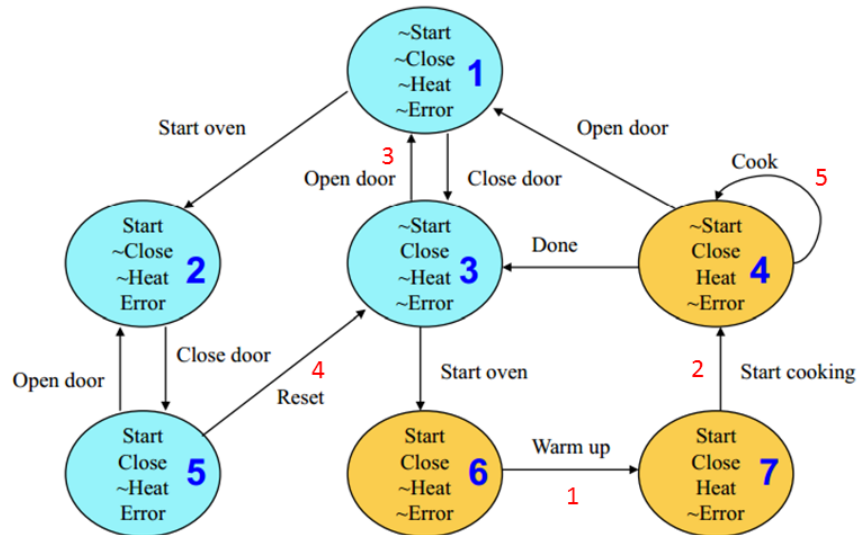 ~Start
~Close
~Heat
~Error
1
Start oven
Open door
3
Open door
Close door
Cook
5
Start
~Close
~Heat
Error
2
~Start
Close
~Heat
~Error
3
Done
~Start
Close
Heat
~Error
4
Open door
Close door
4
Reset
Start oven
2
Start cooking
Start
Close
~Heat
Error
5
Start
Close
~Heat
~Error
6
Warm up
1
Start
Close
Heat
~Error
7